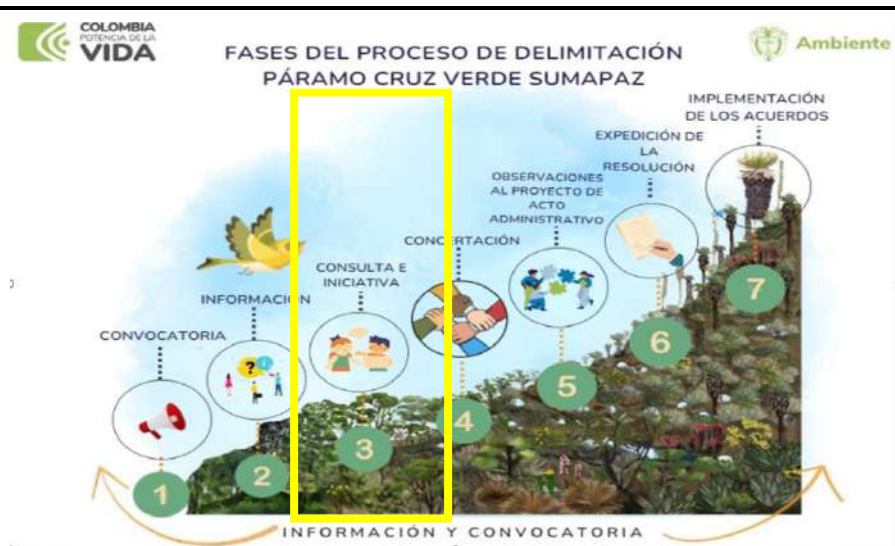 COLOMBIA
POTENCIA DE LA
VIDA
Ambiente
FASES DEL PROCESO DE DELIMITACIÓN
PÁRAMO CRUZ VERDE SUMAPAZ
IMPLEMENTACIÓN
DE LOS ACUERDOS
EXPEDICIÓN DE
LA
RESOLUCIÓN
OBSERVACIONES
AL PROYECTO DE
ACTO
ADMINISTRATIVO
CONCERTACIÓN
CONSULTA E
INICIATIVA
INFORMACIÓN
CONVOCATORIA
?
1
2
3
4
5
6
7
INFORMACIÓN Y CONVOCATORIA